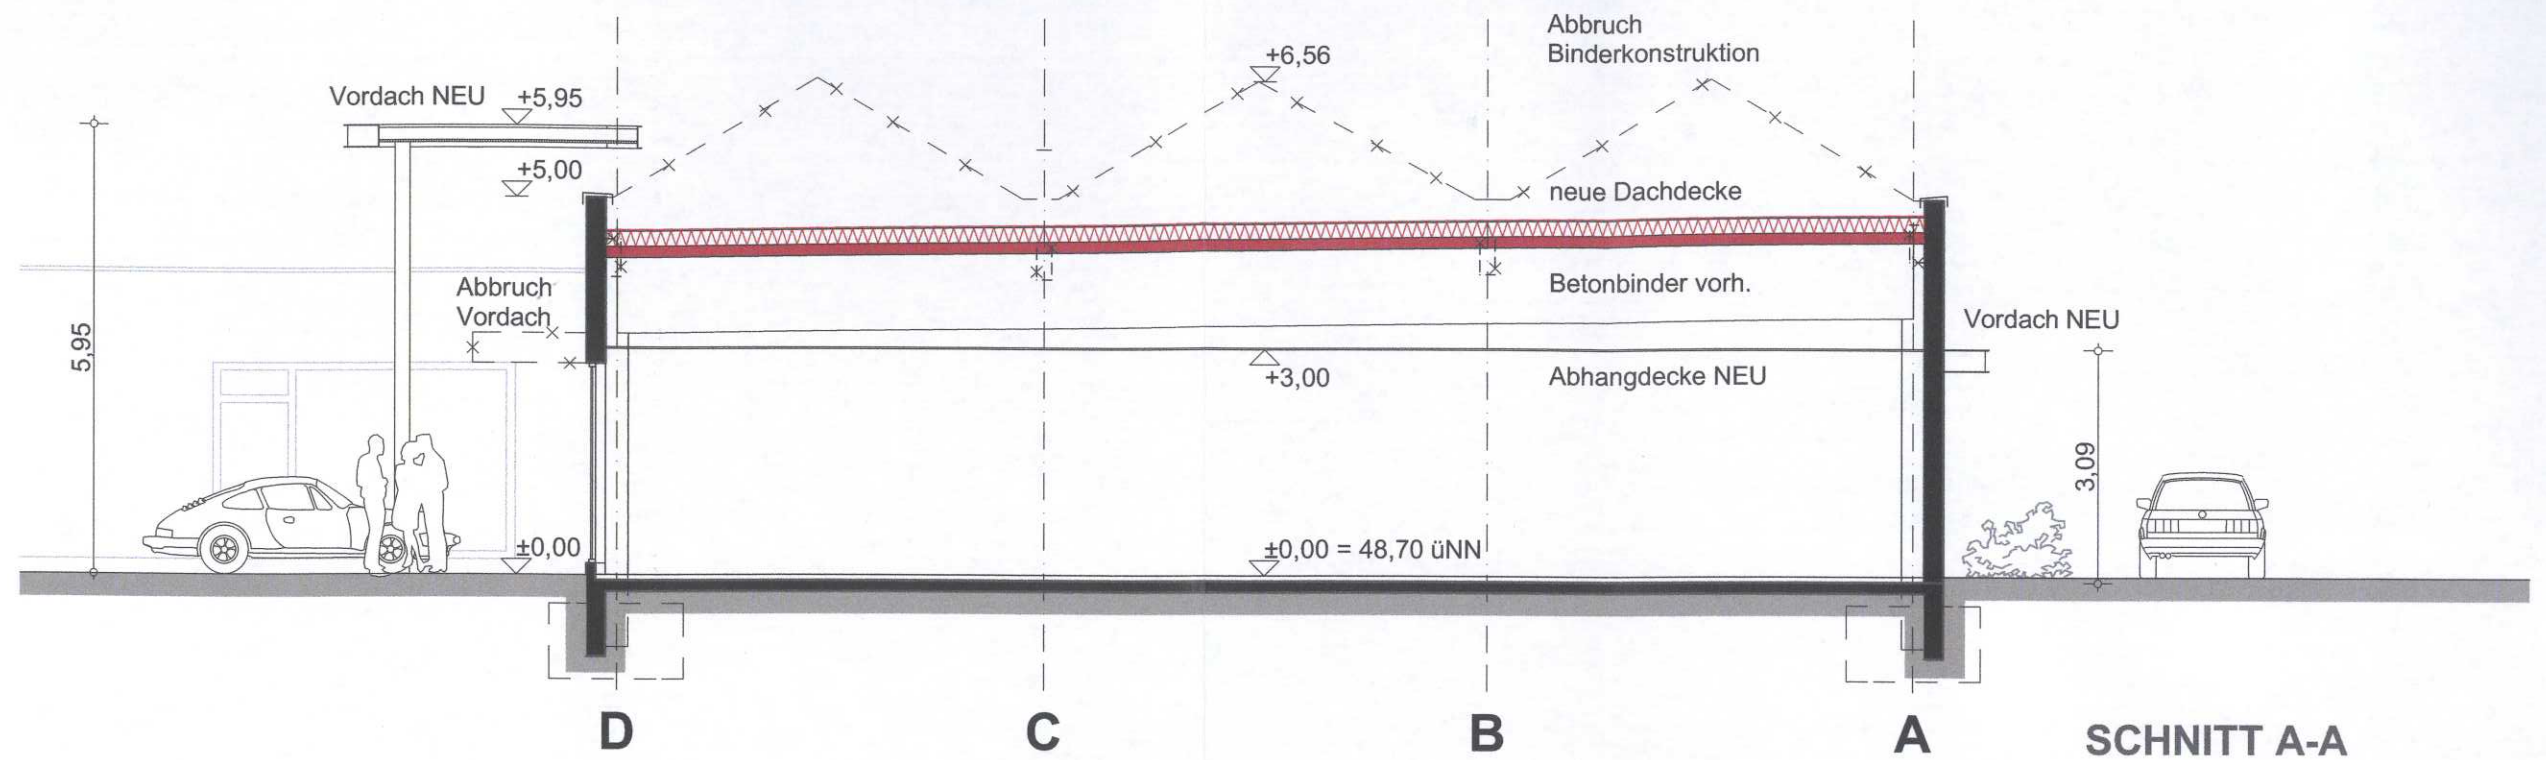 Abbruch
Binderkonstruktion
+6,56
Vordach NEU
+5,95
+5,00
neue Dachdecke
Abbruch
Vordach
Betonbinder vorh.
Vordach NEU
5,95
+3,00
Abhangdecke NEU
3,09
±0,00
±0,00 = 48,70 üNN
D
C
B
A
SCHNITT A-A